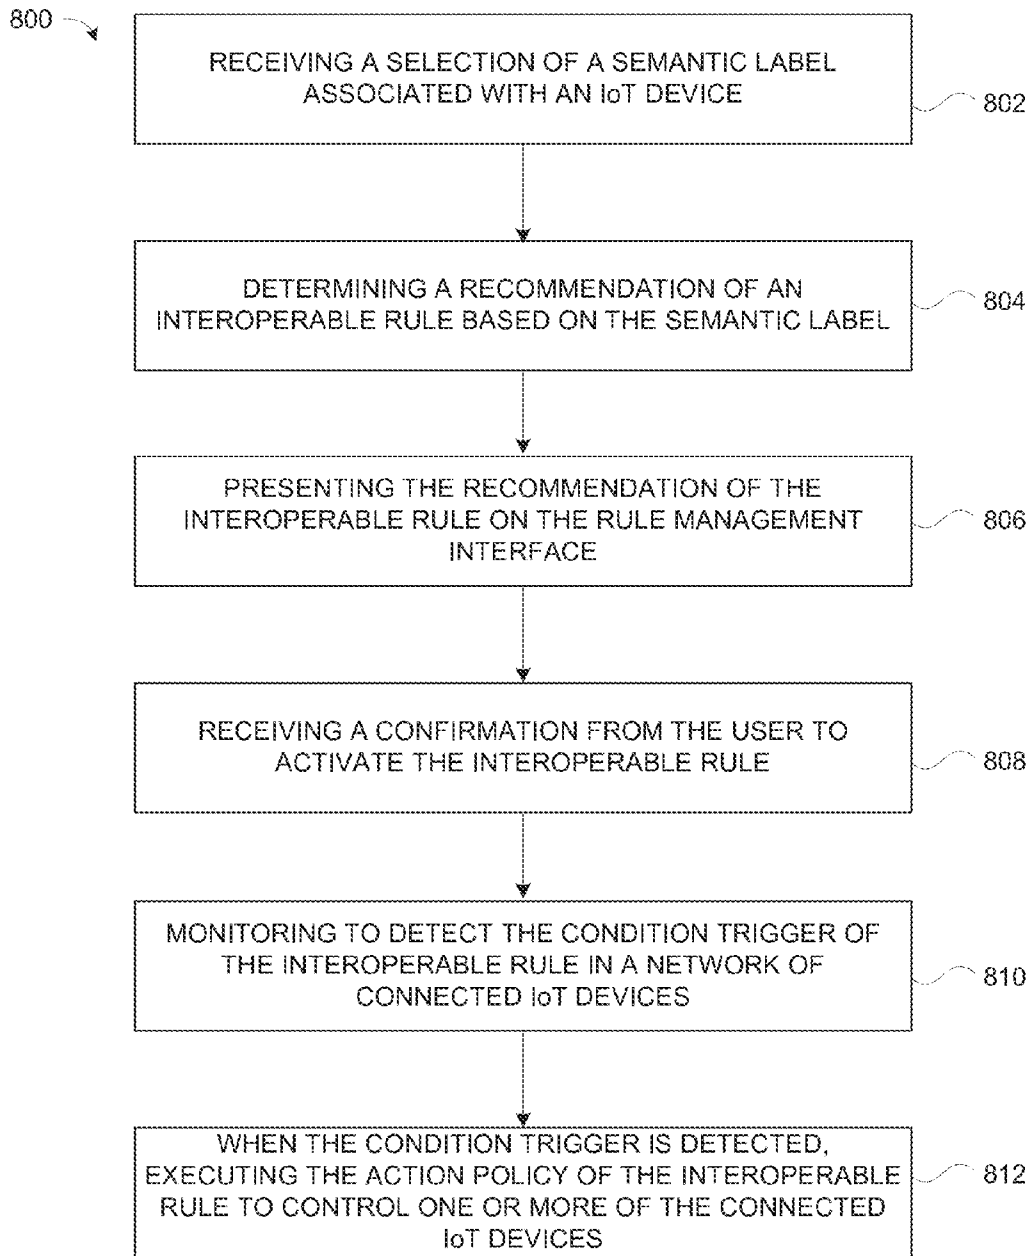 800
RECEIVING A SELECTION OF A SEMANTIC LABEL
ASSOCIATED WITH AN IoT DEVICE
802
DETERMINING A RECOMMENDATION OF AN
INTEROPERABLE RULE BASED ON THE SEMANTIC LABEL
804
PRESENTING THE RECOMMENDATION OF THE
INTEROPERABLE RULE ON THE RULE MANAGEMENT
INTERFACE
806
RECEIVING A CONFIRMATION FROM THE USER TO
ACTIVATE THE INTEROPERABLE RULE
808
MONITORING TO DETECT THE CONDITION TRIGGER OF
THE INTEROPERABLE RULE IN A NETWORK OF
CONNECTED IoT DEVICES
810
WHEN THE CONDITION TRIGGER IS DETECTED,
EXECUTING THE ACTION POLICY OF THE INTEROPERABLE
RULE TO CONTROL ONE OR MORE OF THE CONNECTED
IoT DEVICES
812